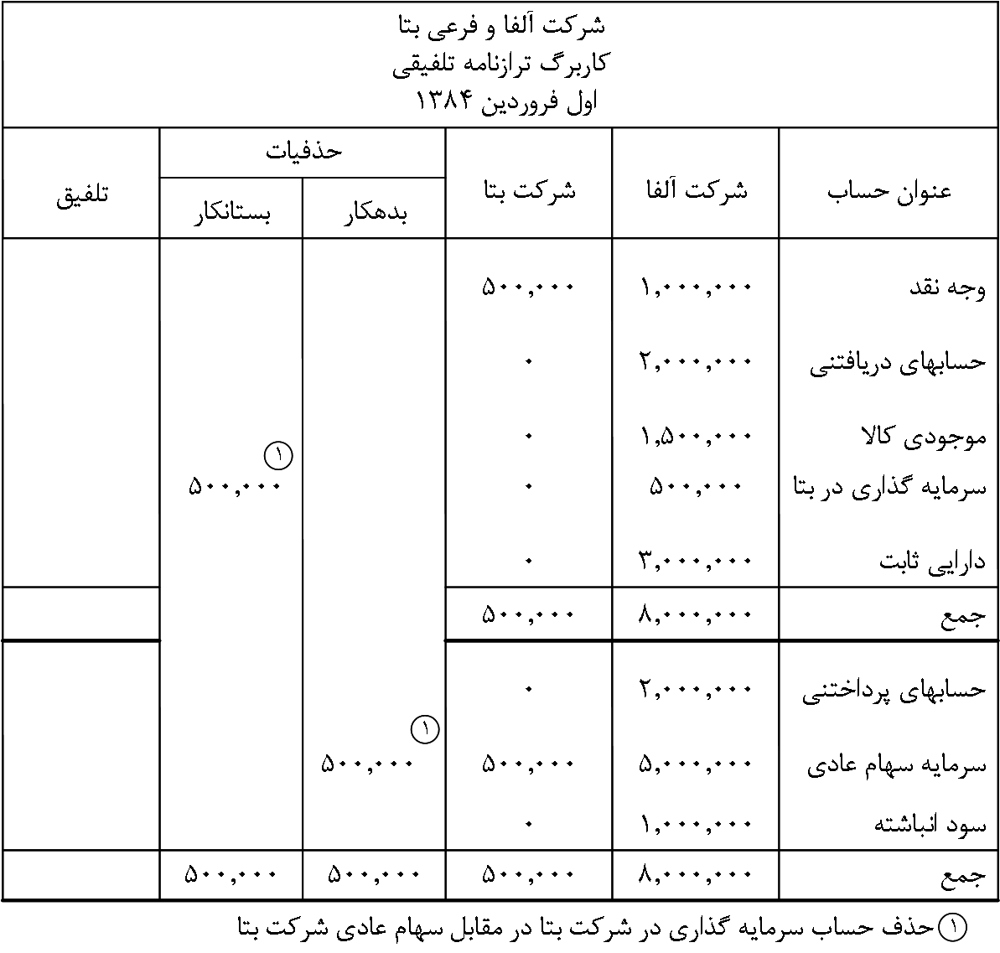 شرکت آلفا و فرعی بتا
کاربرگ ترازنامه تلفیقی
اول فروردین ۱۳۸۴
عنوان حساب شرکت آلفا شرکت بتا حذفیات تلفیق
بدهکار بستانکار
وجه نقد ۱,۰۰۰,۰۰۰ ۵۰۰,۰۰۰
حسابهای دریافتنی ۲,۰۰۰,۰۰۰ ۰
موجودی کالا ۱,۵۰۰,۰۰۰ ۰
۱
سرمایه گذاری در بتا ۵۰۰,۰۰۰ ۰ ۵۰۰,۰۰۰
دارایی ثابت ۳,۰۰۰,۰۰۰ ۰
جمع ۸,۰۰۰,۰۰۰ ۵۰۰,۰۰۰
حسابهای پرداختنی ۲,۰۰۰,۰۰۰ ۰
۱
سرمایه سهام عادی ۵,۰۰۰,۰۰۰ ۵۰۰,۰۰۰ ۵۰۰,۰۰۰
سود انباشته ۱,۰۰۰,۰۰۰ ۰
جمع ۸,۰۰۰,۰۰۰ ۵۰۰,۰۰۰ ۵۰۰,۰۰۰ ۵۰۰,۰۰۰
۱ حذف حساب سرمایه گذاری در شرکت بتا در مقابل سهام عادی شرکت بتا